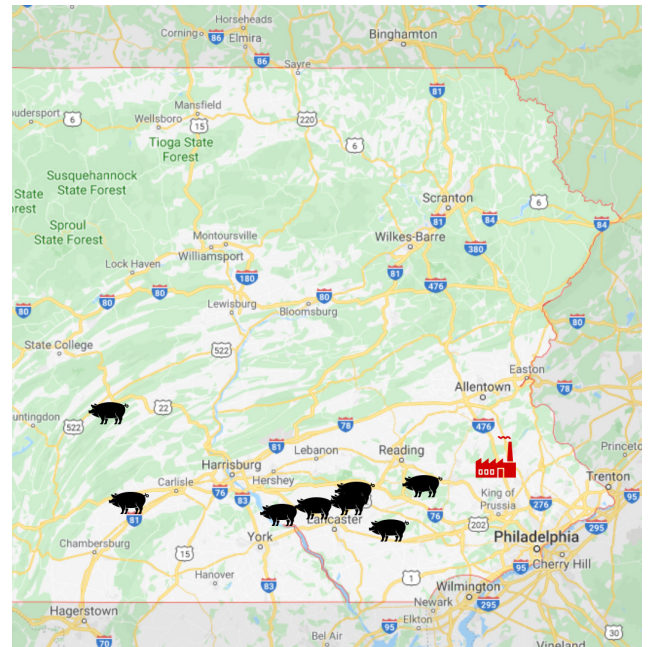 Horseheads
Corning
86
Elmira
Binghamton
86
Sayre
81
Mansfield
udersport
6
Wellsboro
15
220
Tioga State
Forest
6
Susquehannock
State Forest
State
rest
Scranton
6
Sproul
State Forest
81
84
84
Montoursville
Wilkes-Barre
380
Williamsport
Lock Haven
81
180
476
80
80
80
80
Lewisburg
Bloomsburg
80
State College
522
Easton
Allentown
78
22
untingdon
522
78
476
81
Lebanon
Reading
Princeto
Harrisburg
Hershey
Trenton
Carlisle
76
83
King of
Prussia
276
95
81
76
Lancaster
202
295
York
Philadelphia
Chambersburg
15
Cherry Hill
95
Hanover
1
83
Wilmington
Newark
295
Hagerstown
Elkton
95
30
Bel Air
70
Vineland